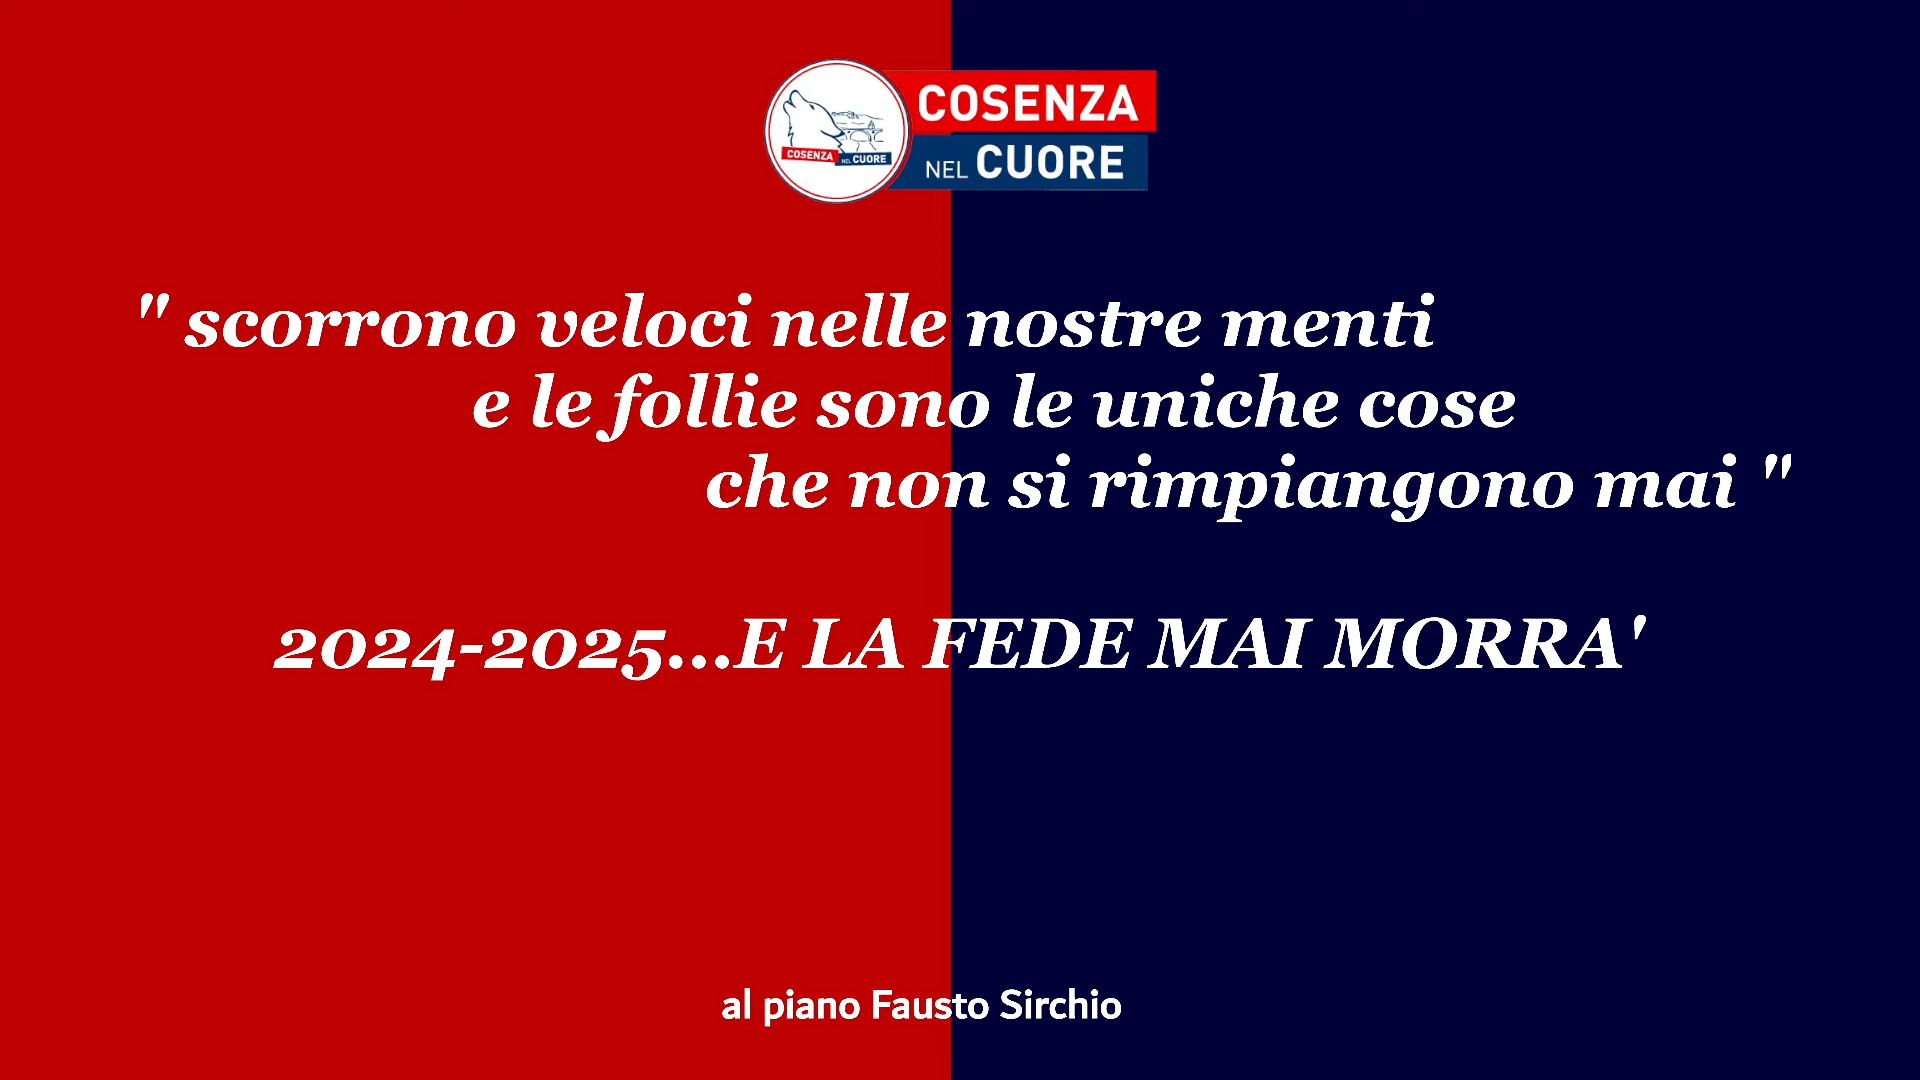 COSENZA
NEL CUORE
COSENZA NEL CUORE
" scorrono veloci nelle nostre menti
e le follie sono le uniche cose
che non si rimpiangono mai "
2024-2025...E LA FEDE MAI MORRA'
al piano Fausto Sirchio